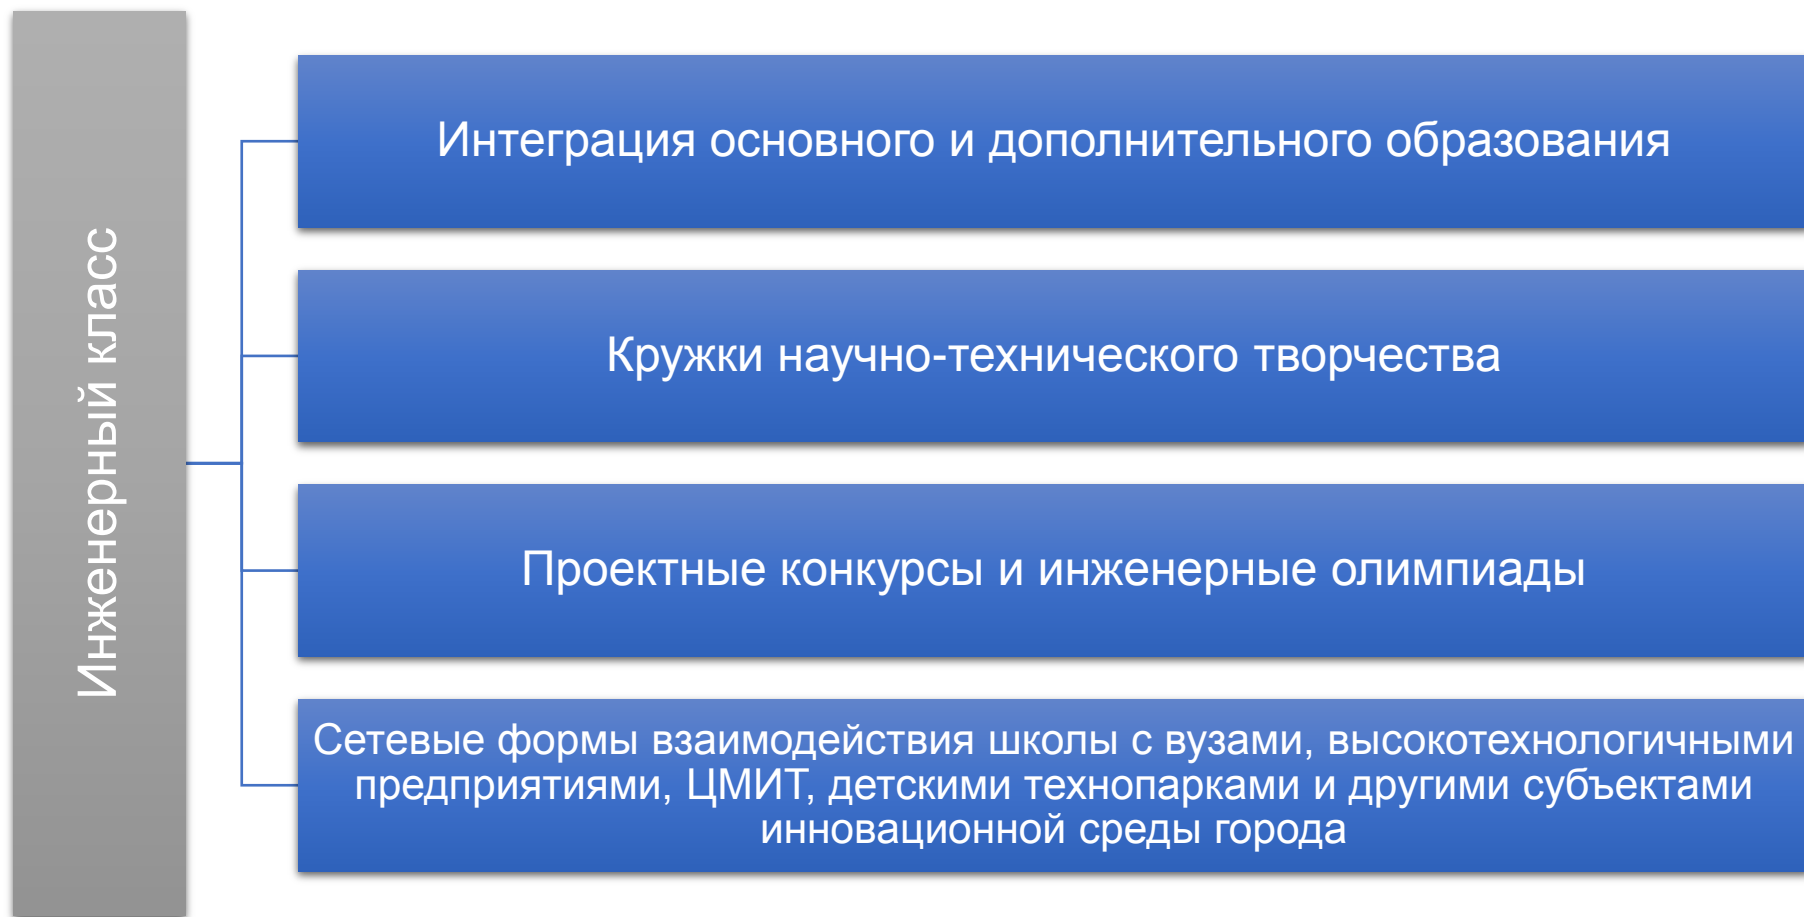 Инженерный класс
Интеграция основного и дополнительного образования
Кружки научно-технического творчества
Проектные конкурсы и инженерные олимпиады
Сетевые формы взаимодействия школы с вузами, высокотехнологичными
предприятиями, ЦМИТ, детскими технопарками и другими субъектами
инновационной среды города